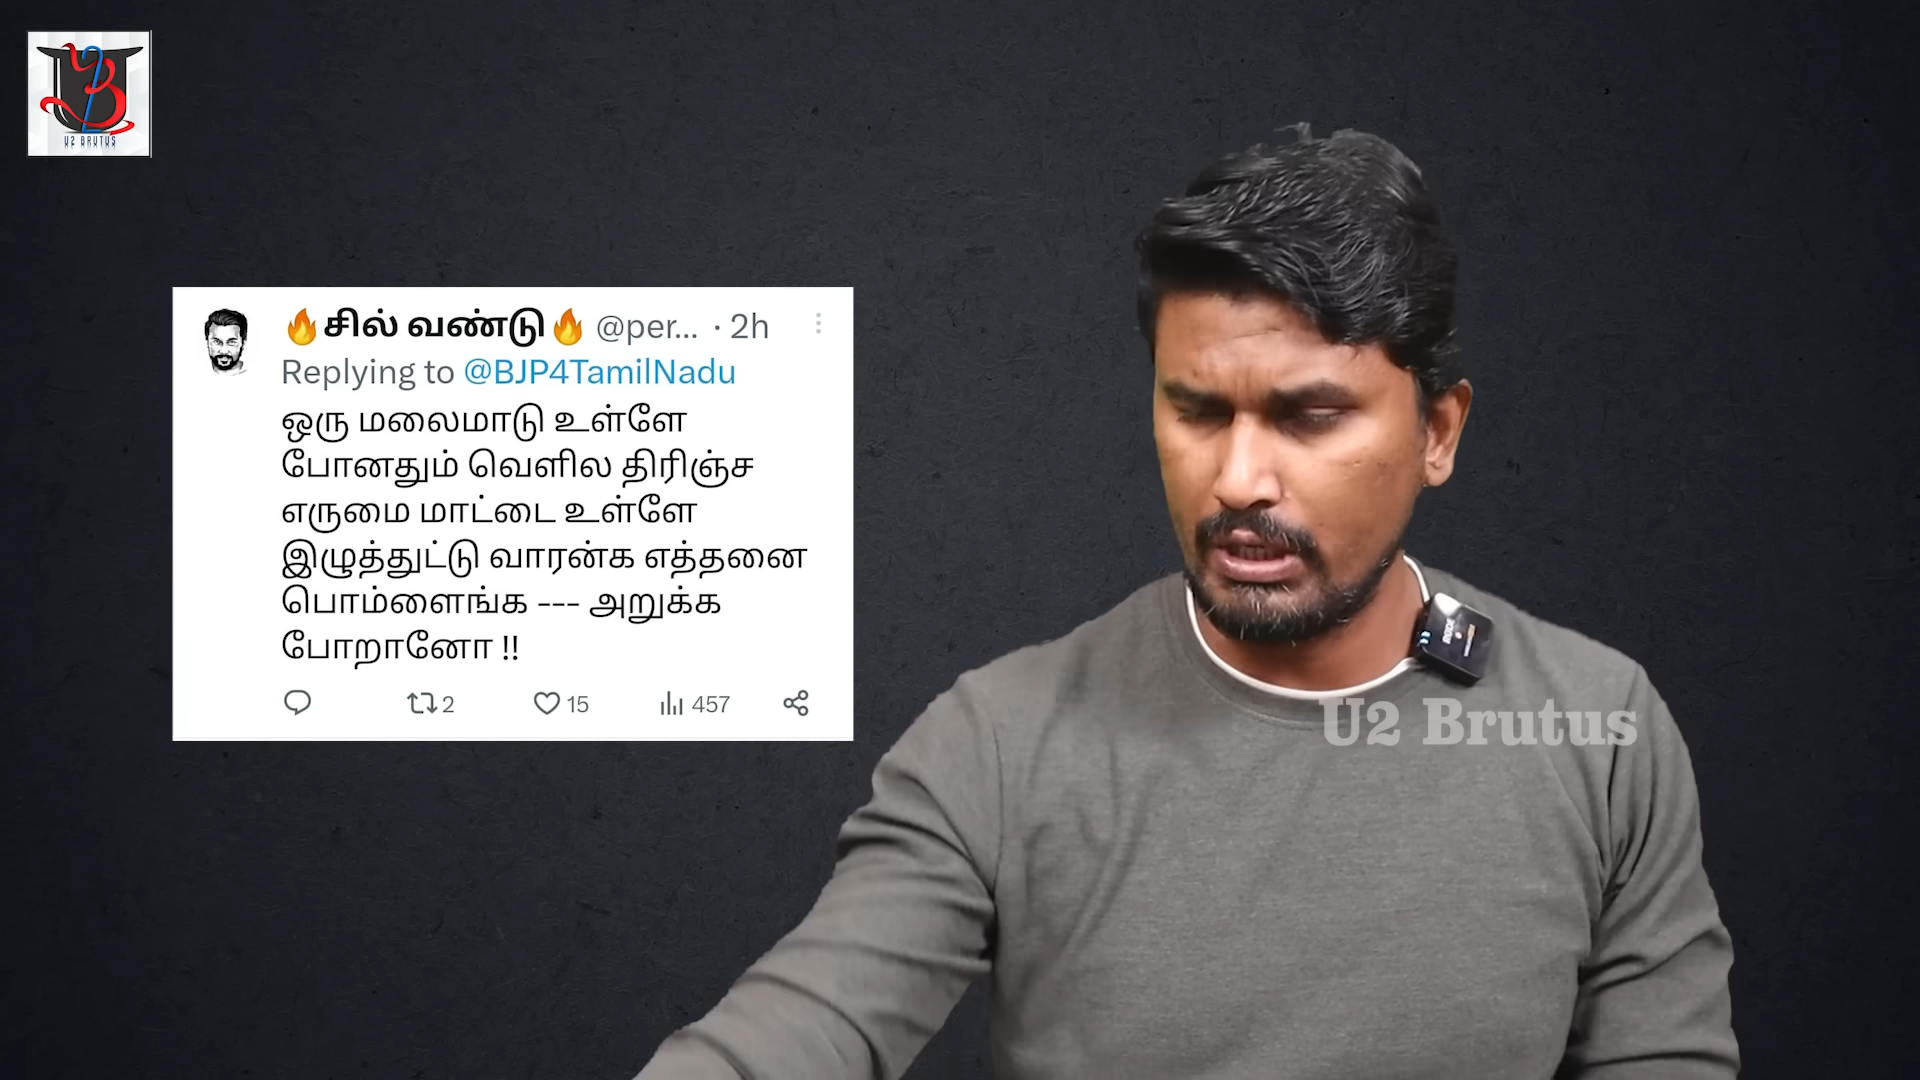 U2 BRUTUS
🔥சில் வண்டு🔥 @per... · 2h
Replying to @BJP4TamilNadu
ஒரு மலைமாடு உள்ளே
போனதும் வெளில திரிஞ்ச
எருமை மாட்டை உள்ளே
இழுத்துட்டு வாரன்க எத்தனை
பொம்ளைங்க --- அறுக்க
போறானோ !!
2 15 457
RODE
U2 Brutus